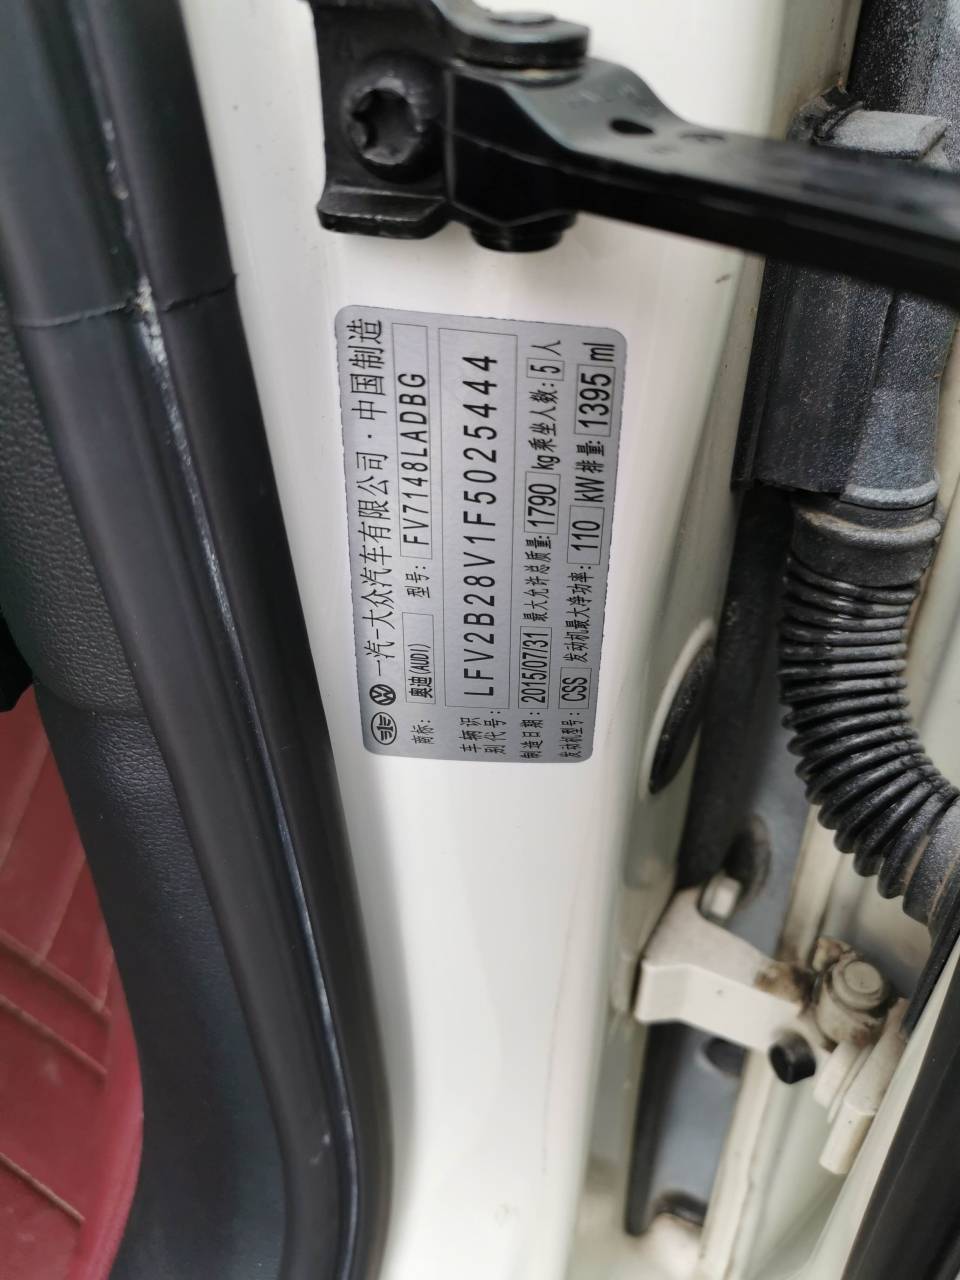 一汽-大众汽车有限公司·中国制造
商标: 奥迪(AUDI) 型号: FV7148LADBG
车辆识
别代号: LFV2B28V1F5025444
制造日期: 2015/07/31 最大允许总质量: 1790 kg 乘坐人数: 5 人
发动机型号: CSS 发动机最大净功率: 110 kW 排量: 1395 ml